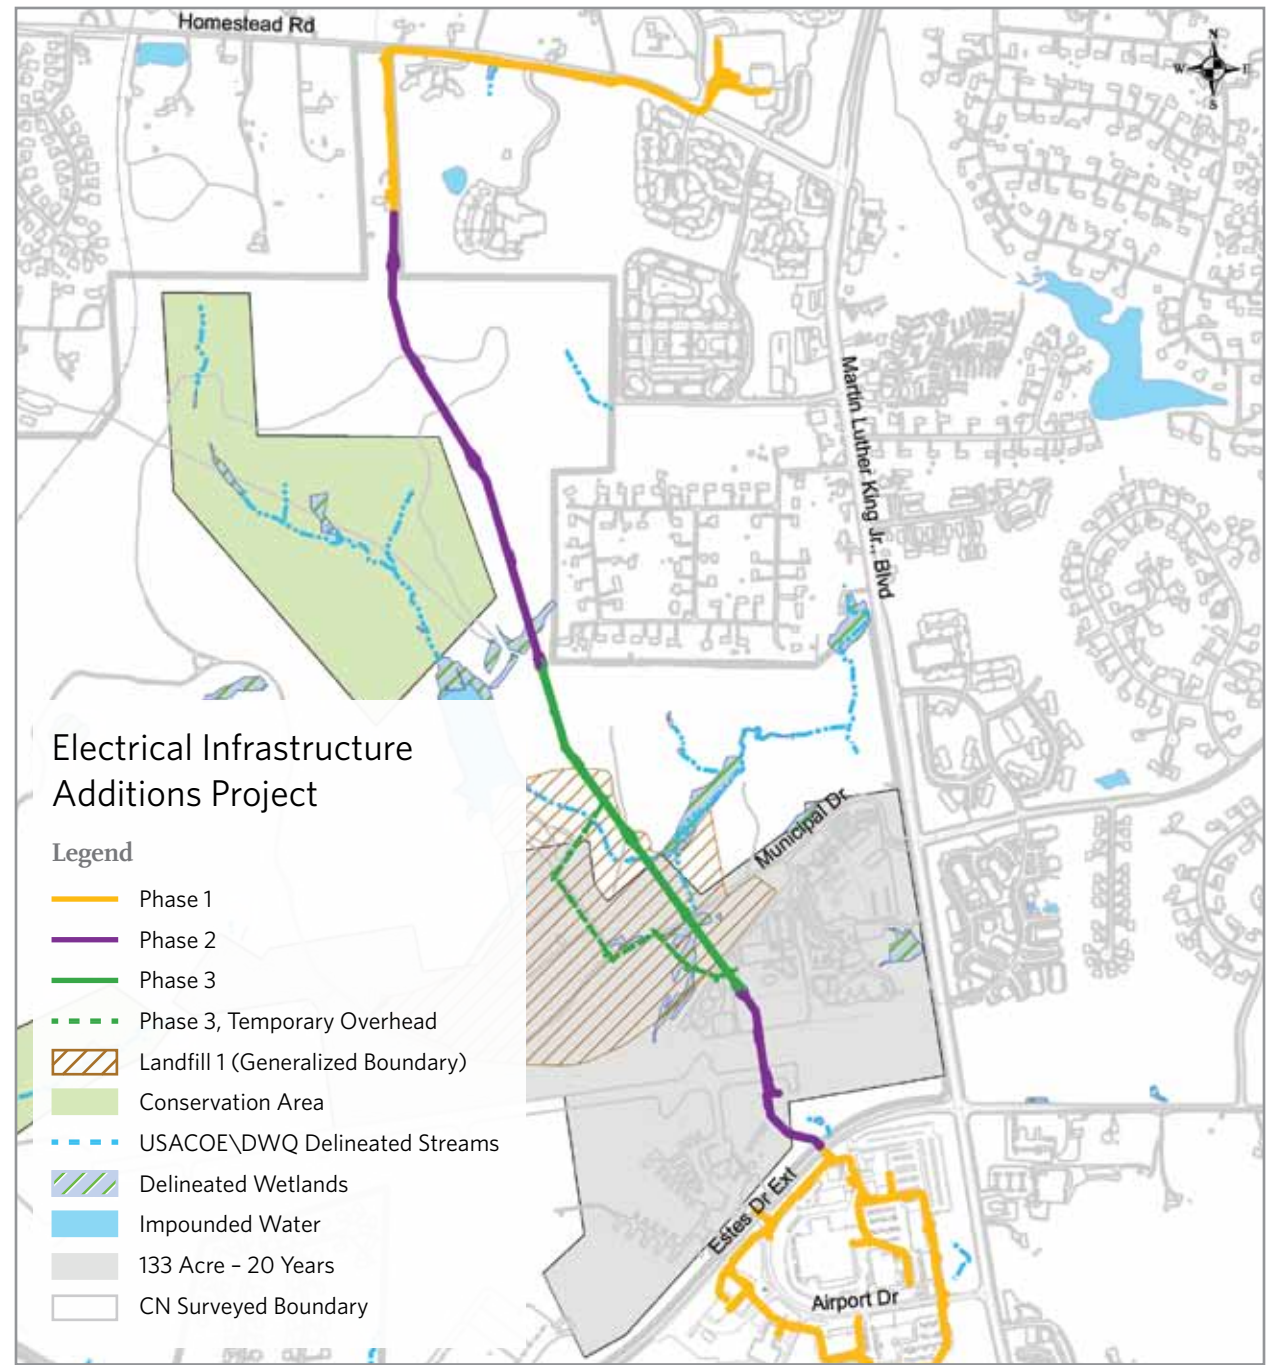 Homestead Rd
N
W E
S
Martin Luther King Jr., Blvd
Municipal Dr
Estes Dr Ext
Airport Dr
Electrical Infrastructure
Additions Project
Legend
Phase 1
Phase 2
Phase 3
Phase 3, Temporary Overhead
Landfill 1 (Generalized Boundary)
Conservation Area
USACOE\DWQ Delineated Streams
Delineated Wetlands
Impounded Water
133 Acre – 20 Years
CN Surveyed Boundary